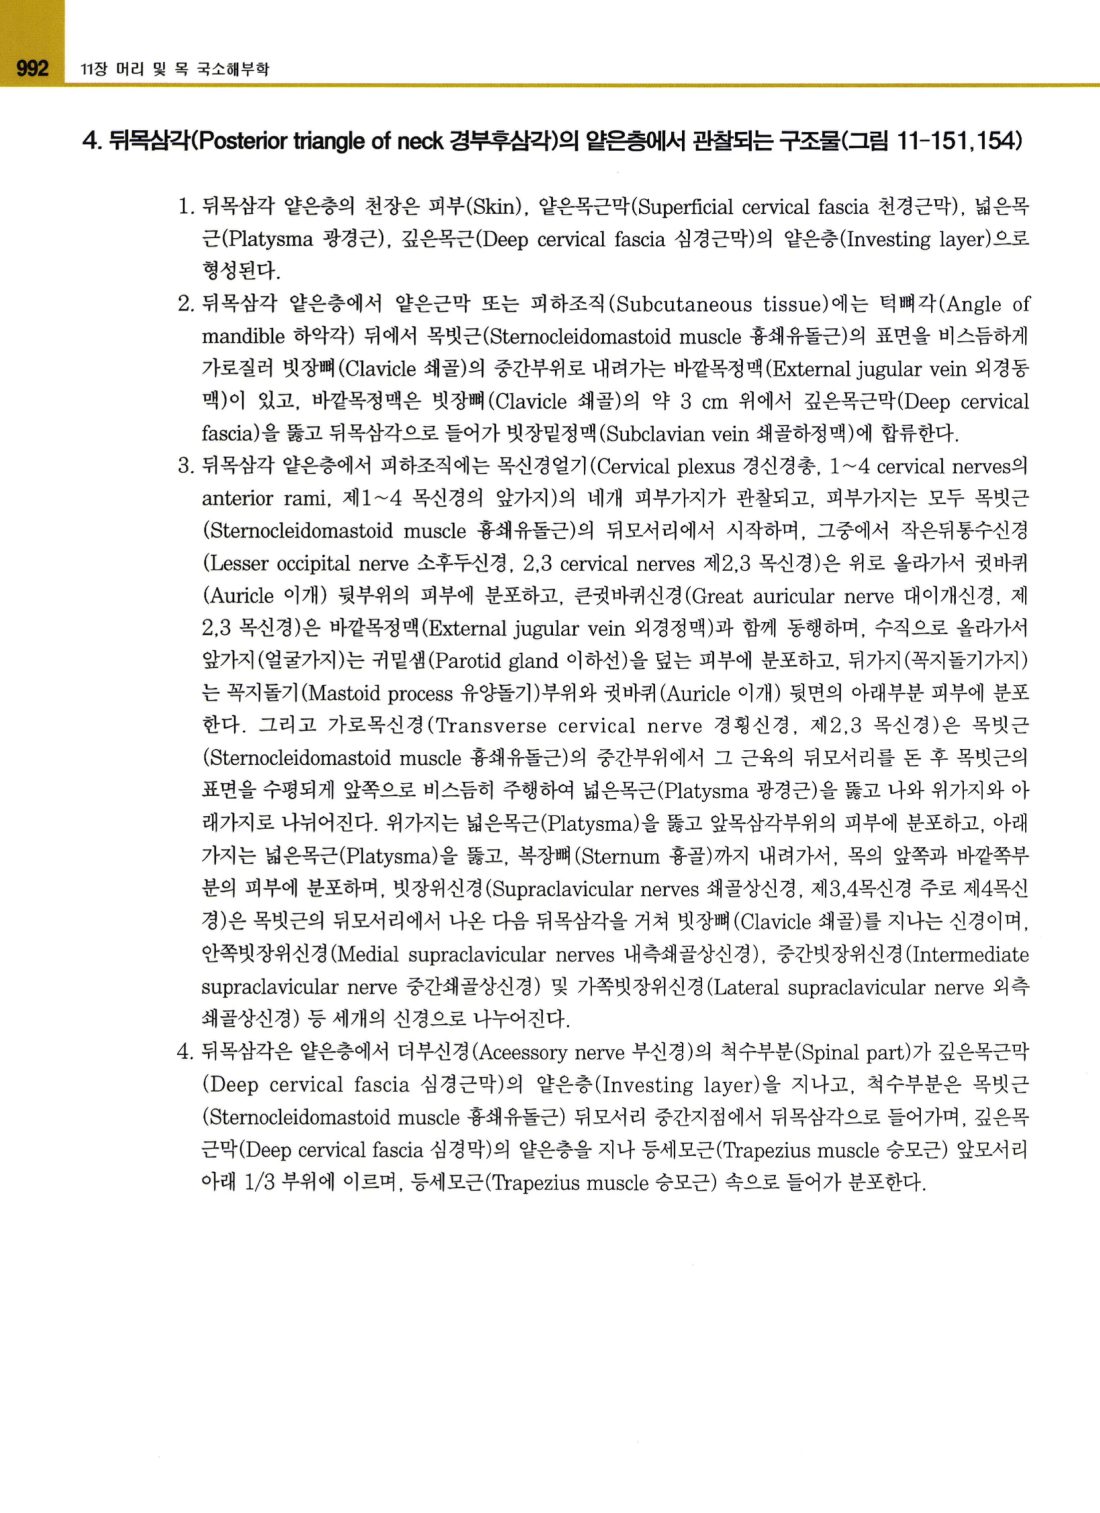 992
11장 머리 및 목 국소해부학
4. 뒤목삼각(Posterior triangle of neck 경부후삼각)의 얕은층에서 관찰되는 구조물(그림 11-151,154)
1. 뒤목삼각 얕은층의 천장은 피부(Skin), 얕은목근막(Superficial cervical fascia 천경근막), 넓은목
근(Platysma 광경근), 깊은목근(Deep cervical fascia 심경근막)의 얕은층(Investing layer)으로
형성된다.
2. 뒤목삼각 얕은층에서 얕은근막 또는 피하조직(Subcutaneous tissue)에는 턱뼈각(Angle of
mandible 하악각) 뒤에서 목빗근(Sternocleidomastoid muscle 흉쇄유돌근)의 표면을 비스듬하게
가로질러 빗장뼈(Clavicle 쇄골)의 중간부위로 내려가는 바깥목정맥(External jugular vein 외경동
맥)이 있고, 바깥목정맥은 빗장뼈(Clavicle 쇄골)의 약 3 cm 위에서 깊은목근막(Deep cervical
fascia)을 뚫고 뒤목삼각으로 들어가 빗장밑정맥(Subclavian vein 쇄골하정맥)에 합류한다.
3. 뒤목삼각 얕은층에서 피하조직에는 목신경얼기(Cervical plexus 경신경총, 1~4 cervical nerves의
anterior rami, 제1~4 목신경의 앞가지)의 네개 피부가지가 관찰되고, 피부가지는 모두 목빗근
(Sternocleidomastoid muscle 흉쇄유돌근)의 뒤모서리에서 시작하며, 그중에서 작은뒤통수신경
(Lesser occipital nerve 소후두신경, 2,3 cervical nerves 제2,3 목신경)은 위로 올라가서 귓바퀴
(Auricle 이개) 뒷부위의 피부에 분포하고, 큰귓바퀴신경(Great auricular nerve 대이개신경, 제
2,3 목신경)은 바깥목정맥(External jugular vein 외경정맥)과 함께 동행하며, 수직으로 올라가서
앞가지(얼굴가지)는 귀밑샘(Parotid gland 이하선)을 덮는 피부에 분포하고, 뒤가지(꼭지돌기가지)
는 꼭지돌기(Mastoid process 유양돌기)부위와 귓바퀴(Auricle 이개) 뒷면의 아래부분 피부에 분포
한다. 그리고 가로목신경(Transverse cervical nerve 경횡신경, 제2,3 목신경)은 목빗근
(Sternocleidomastoid muscle 흉쇄유돌근)의 중간부위에서 그 근육의 뒤모서리를 돈 후 목빗근의
표면을 수평되게 앞쪽으로 비스듬히 주행하여 넓은목근(Platysma 광경근)을 뚫고 나와 위가지와 아
래가지로 나뉘어진다. 위가지는 넓은목근(Platysma)을 뚫고 앞목삼각부위의 피부에 분포하고, 아래
가지는 넓은목근(Platysma)을 뚫고, 복장뼈(Sternum 흉골)까지 내려가서, 목의 앞쪽과 바깥쪽부
분의 피부에 분포하며, 빗장위신경(Supraclavicular nerves 쇄골상신경, 제3,4목신경 주로 제4목신
경)은 목빗근의 뒤모서리에서 나온 다음 뒤목삼각을 거쳐 빗장뼈(Clavicle 쇄골)를 지나는 신경이며,
안쪽빗장위신경(Medial supraclavicular nerves 내측쇄골상신경), 중간빗장위신경(Intermediate
supraclavicular nerve 중간쇄골상신경) 및 가쪽빗장위신경(Lateral supraclavicular nerve 외측
쇄골상신경) 등 세개의 신경으로 나누어진다.
4. 뒤목삼각은 얕은층에서 더부신경(Aceessory nerve 부신경)의 척수부분(Spinal part)가 깊은목근막
(Deep cervical fascia 심경근막)의 얕은층(Investing layer)을 지나고, 척수부분은 목빗근
(Sternocleidomastoid muscle 흉쇄유돌근) 뒤모서리 중간지점에서 뒤목삼각으로 들어가며, 깊은목
근막(Deep cervical fascia 심경막)의 얕은층을 지나 등세모근(Trapezius muscle 승모근) 앞모서리
아래 1/3 부위에 이르며, 등세모근(Trapezius muscle 승모근) 속으로 들어가 분포한다.